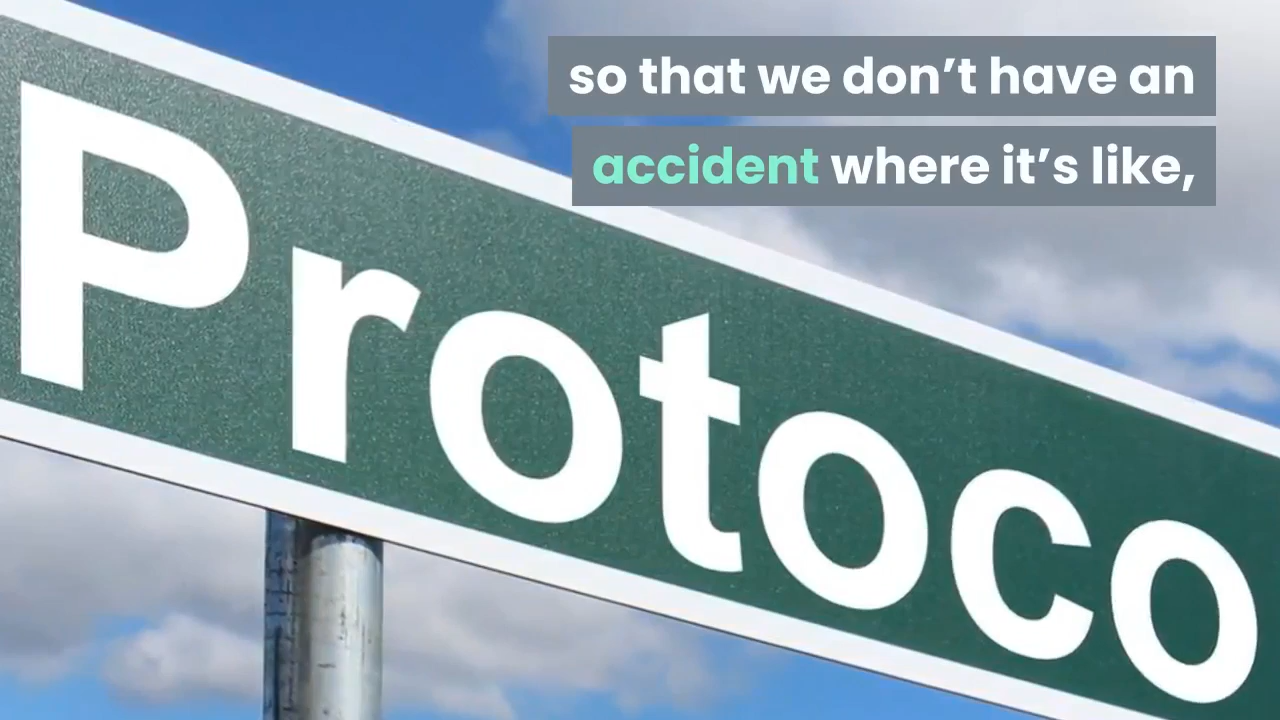 so that we don’t have an
accident where it’s like,
Protoco